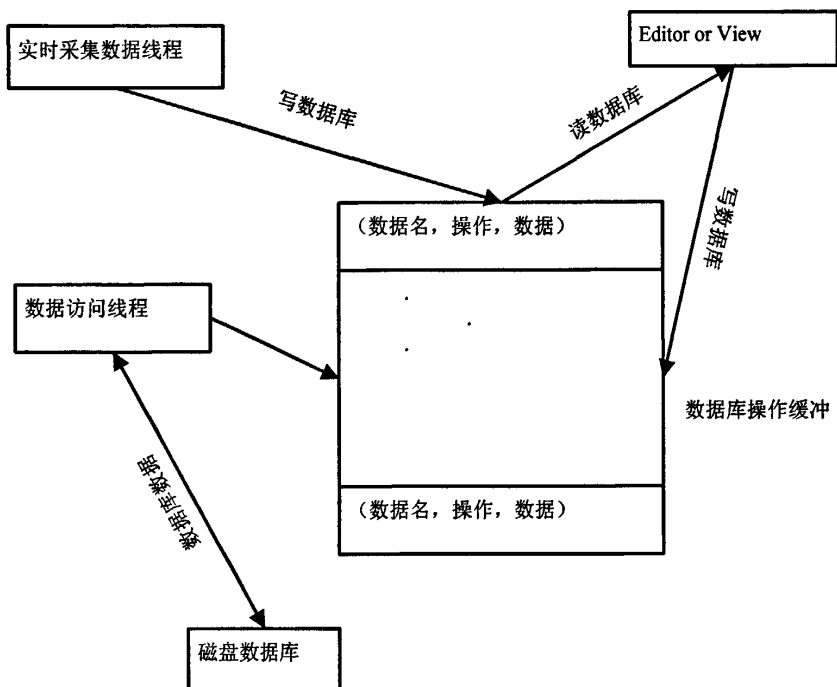 实时采集数据线程
Editor or View
写数据库
读数据库
写数据库
（数据名，操作，数据）
数据访问线程
数据库操作缓冲
数据库数据
（数据名，操作，数据）
磁盘数据库